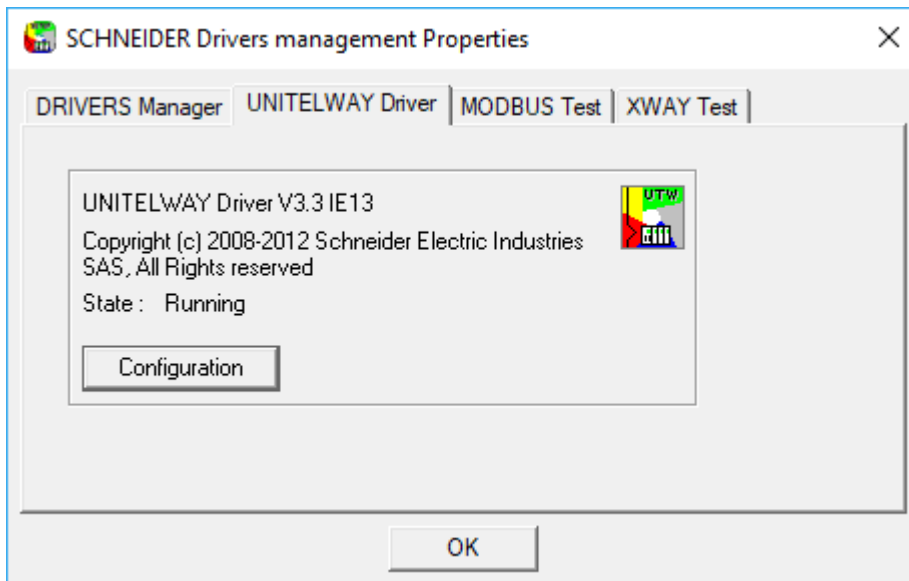 SCHNEIDER Drivers management Properties
DRIVERS Manager
UNITELWAY Driver
MODBUS Test
XWAY Test
UNITELWAY Driver V3.3 IE13
UTW
Copyright (c) 2008-2012 Schneider Electric Industries
SAS, All Rights reserved
State : Running
Configuration
OK